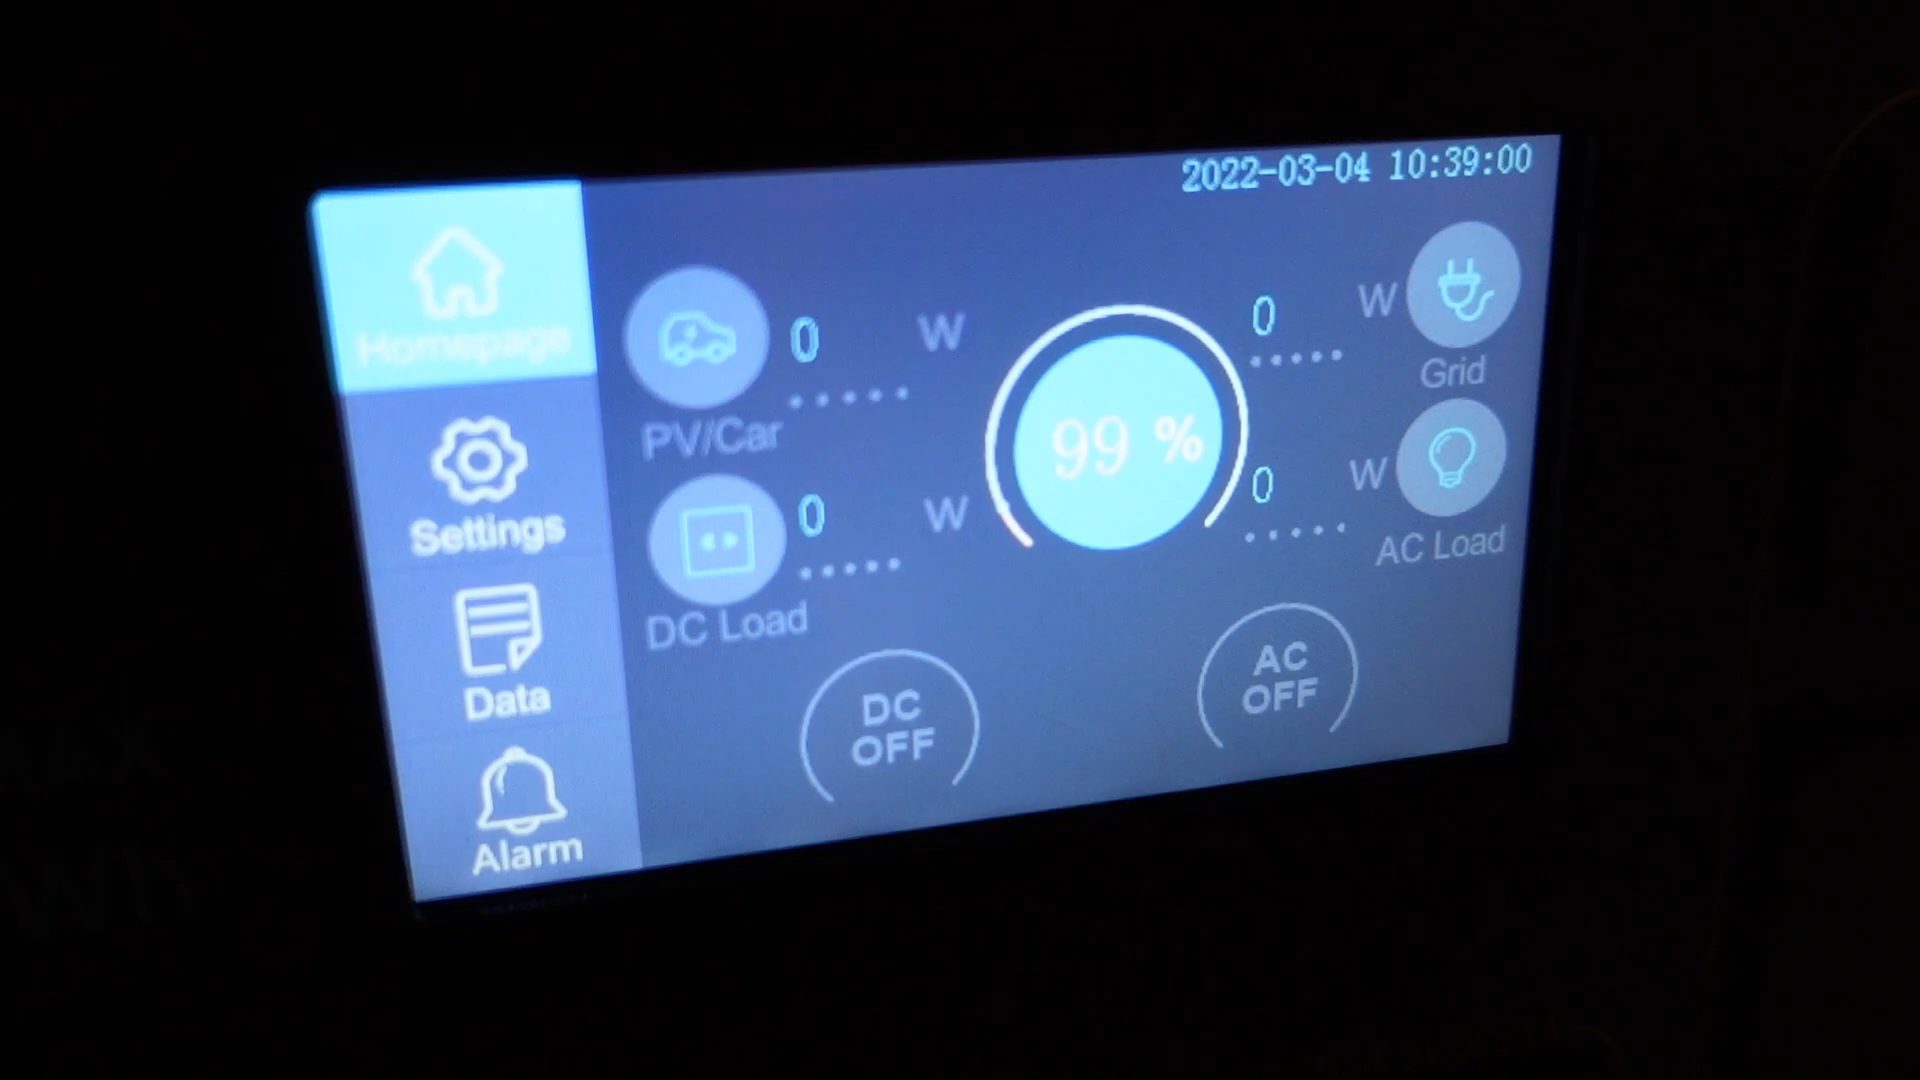 2022-03-04 10:39:00
Homepage
Settings
Data
Alarm
0 W
PV/Car
0 W
DC Load
99 %
0 W
Grid
0 W
AC Load
DC
OFF
AC
OFF